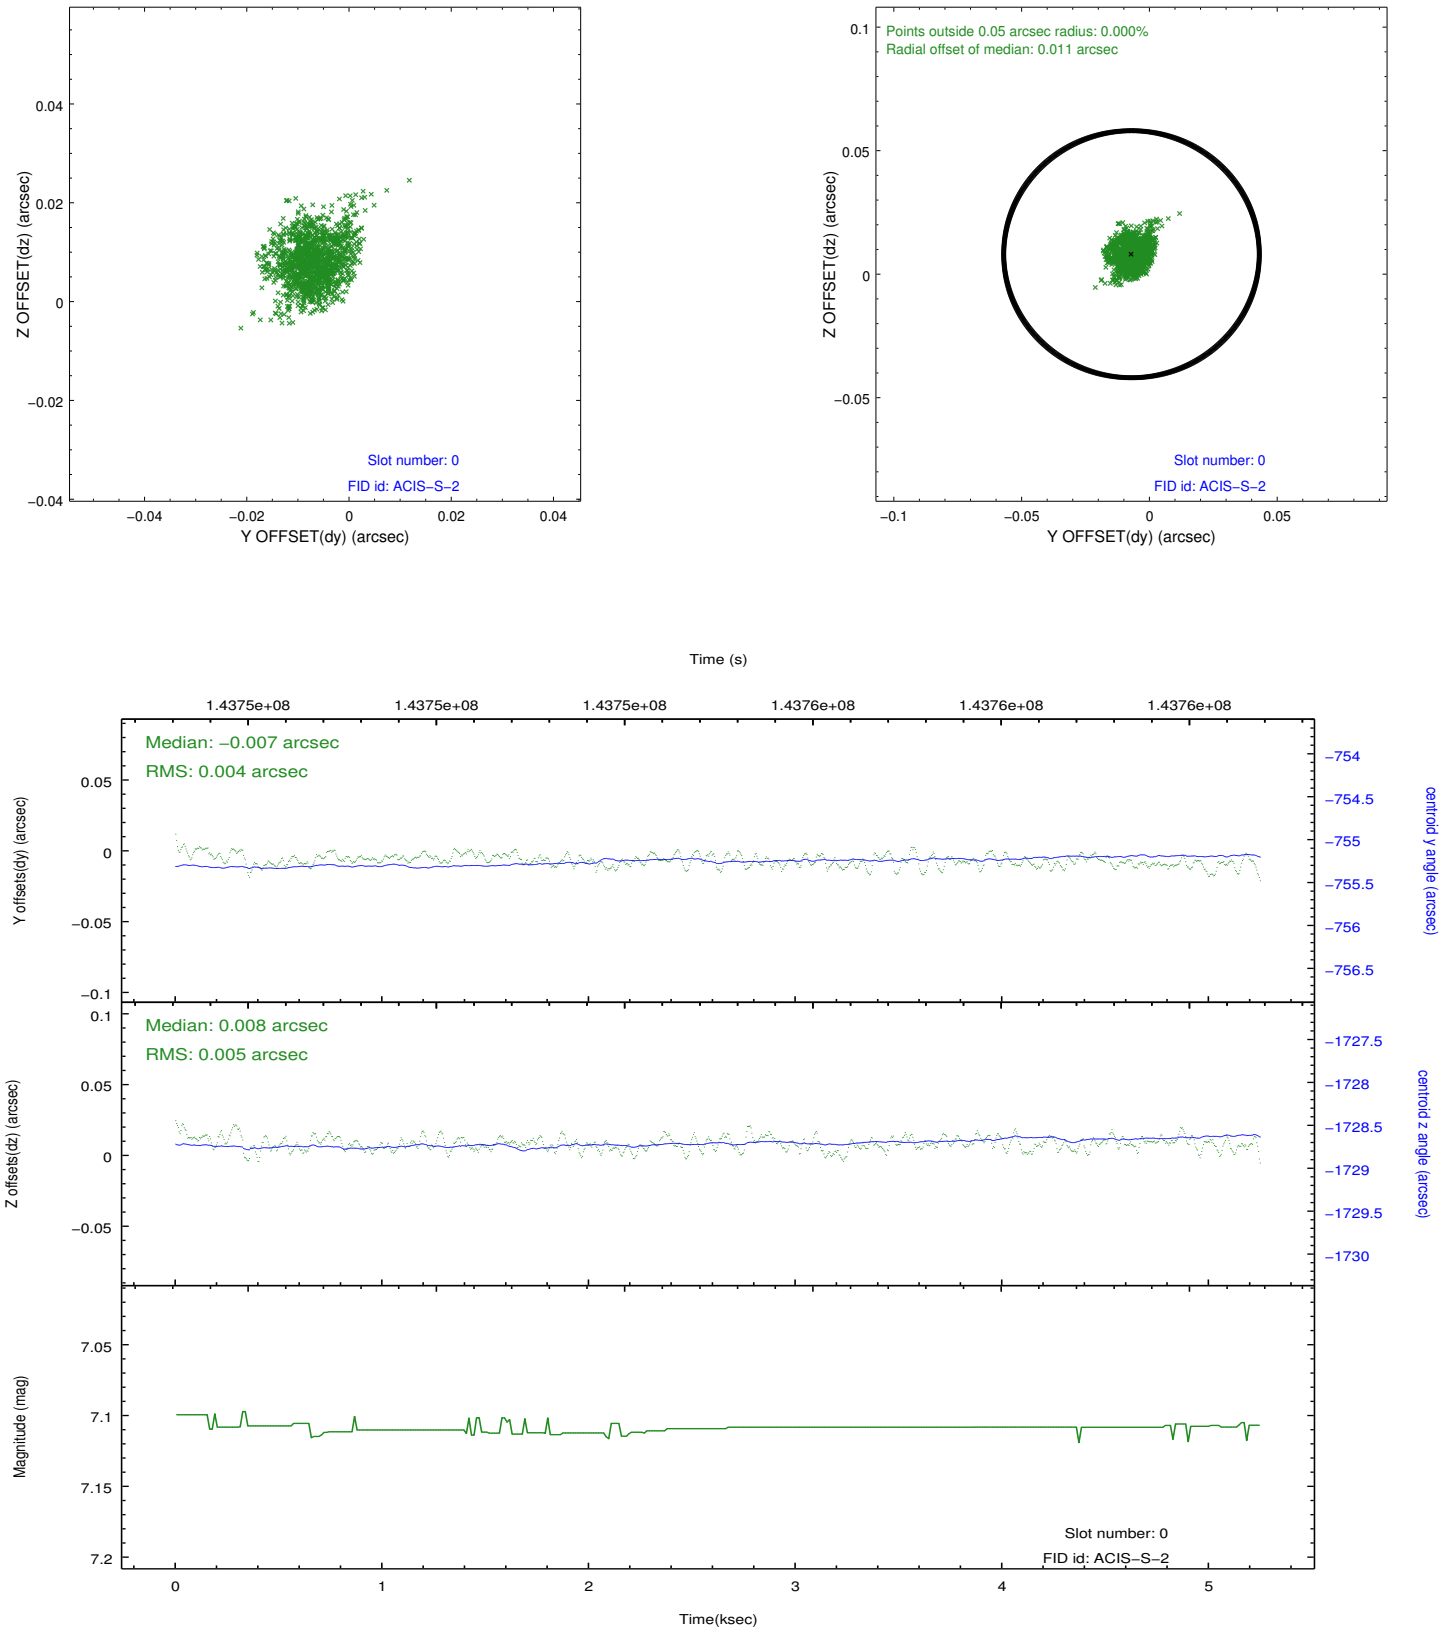 0.04
0.02
0
−0.02
−0.04
Z OFFSET(dz) (arcsec)
Slot number: 0
FID id: ACIS−S−2
−0.04
−0.02
0
0.02
0.04
Y OFFSET(dy) (arcsec)
Points outside 0.05 arcsec radius: 0.000%
Radial offset of median: 0.011 arcsec
0.1
0.05
0
−0.05
Z OFFSET(dz) (arcsec)
Slot number: 0
FID id: ACIS−S−2
−0.1
−0.05
0
0.05
Y OFFSET(dy) (arcsec)
Time (s)
1.4375e+08
1.4375e+08
1.4375e+08
1.4376e+08
1.4376e+08
1.4376e+08
Median: −0.007 arcsec
RMS: 0.004 arcsec
0.05
0
−0.05
−0.1
Y offsets(dy) (arcsec)
−754
−754.5
−755
−755.5
−756
−756.5
centroid y angle (arcsec)
Median: 0.008 arcsec
RMS: 0.005 arcsec
0.1
0.05
0
−0.05
Z offsets(dz) (arcsec)
−1727.5
−1728
−1728.5
−1729
−1729.5
−1730
centroid z angle (arcsec)
7.05
7.1
7.15
7.2
Magnitude (mag)
Slot number: 0
FID id: ACIS−S−2
0
1
2
3
4
5
Time(ksec)